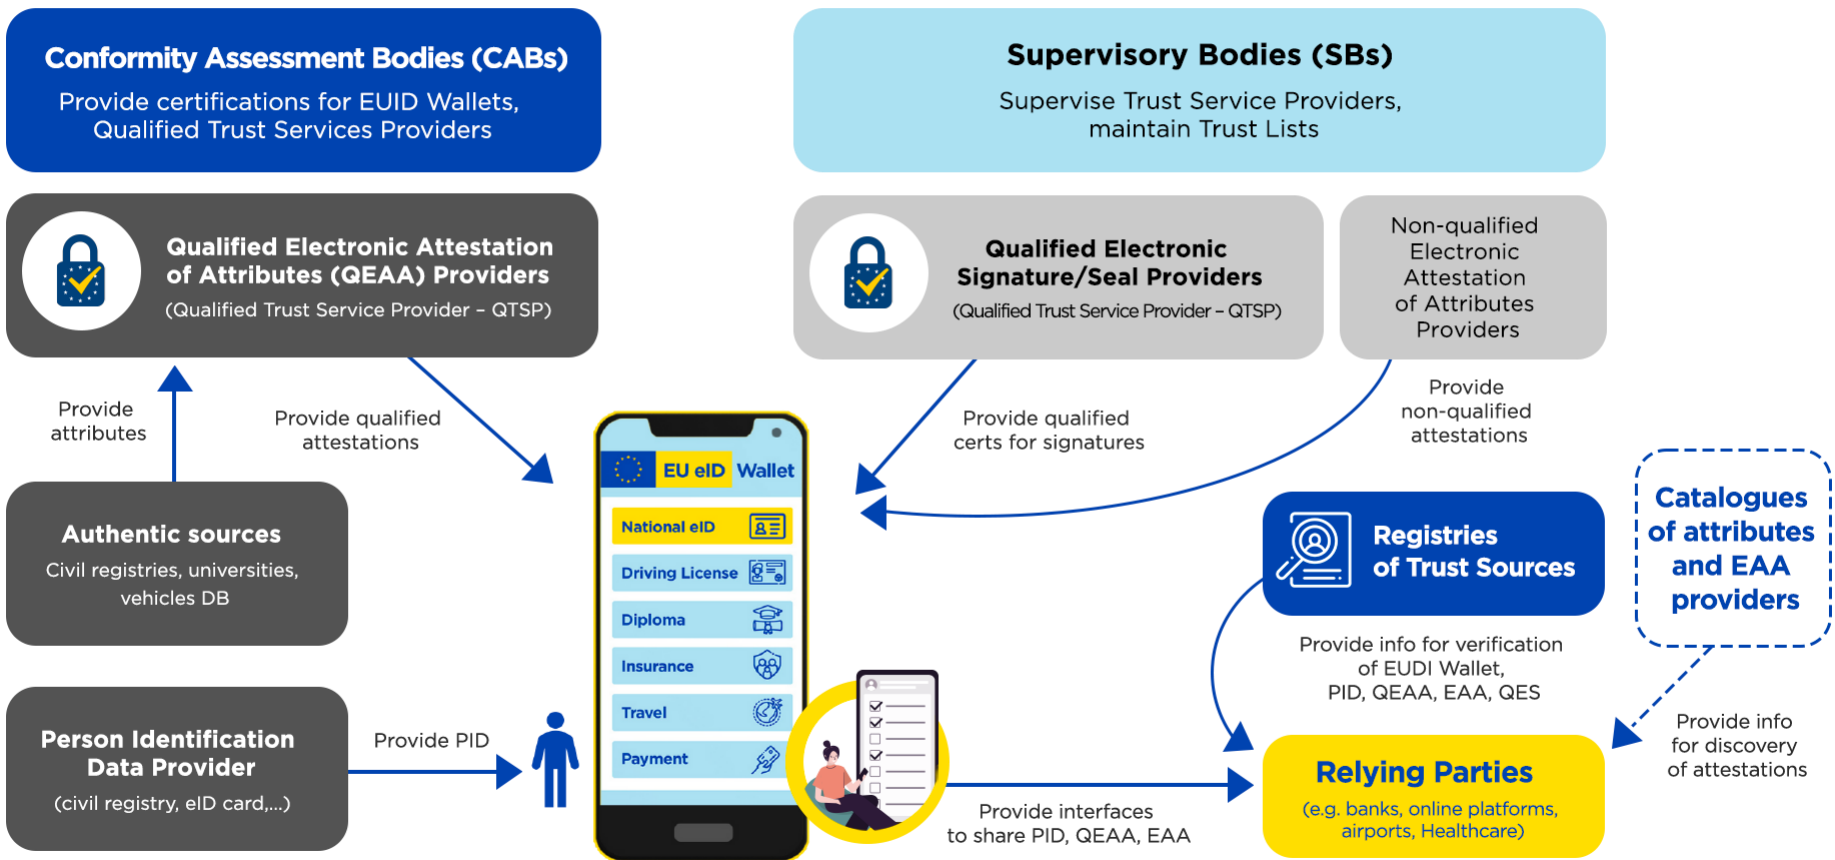 Conformity Assessment Bodies (CABs)
Provide certifications for EUID Wallets,
Qualified Trust Services Providers
Supervisory Bodies (SBs)
Supervise Trust Service Providers,
maintain Trust Lists
Qualified Electronic Attestation
of Attributes (QEAA) Providers
(Qualified Trust Service Provider – QTSP)
Qualified Electronic
Signature/Seal Providers
(Qualified Trust Service Provider – QTSP)
Non-qualified
Electronic
Attestation
of Attributes
Providers
Provide
attributes
Provide qualified
attestations
Provide qualified
certs for signatures
Provide
non-qualified
attestations
Authentic sources
Civil registries, universities,
vehicles DB
Person Identification
Data Provider
(civil registry, eID card,...)
Provide PID
EU eID Wallet
National eID
Driving License
Diploma
Insurance
Travel
Payment
Provide interfaces
to share PID, QEAA, EAA
Registries
of Trust Sources
Provide info for verification
of EUDI Wallet,
PID, QEAA, EAA, QES
Relying Parties
(e.g. banks, online platforms,
airports, Healthcare)
Catalogues
of attributes
and EAA
providers
Provide info
for discovery
of attestations